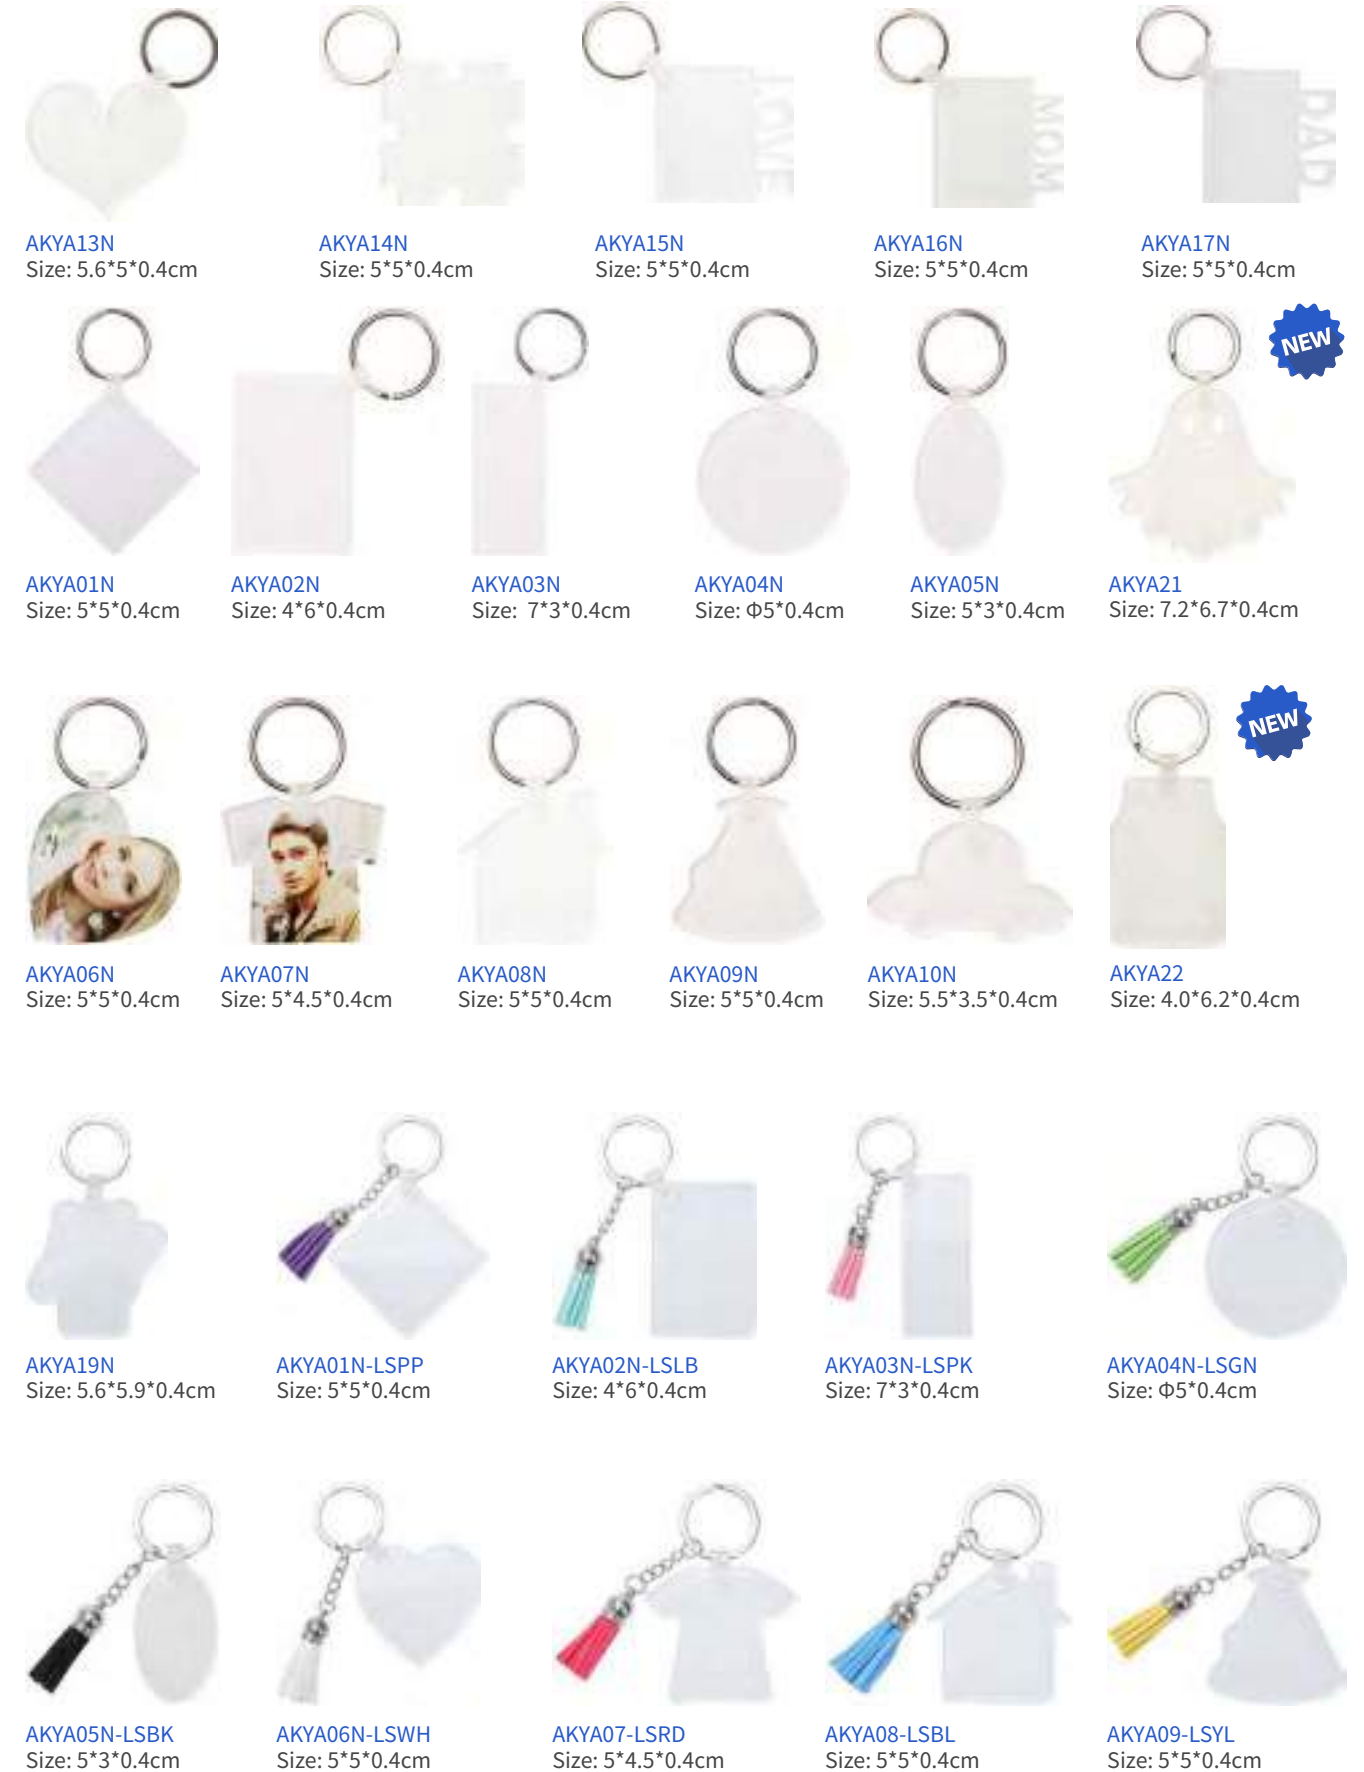 LOVE
MOM
DAD
AKYA13N
Size: 5.6*5*0.4cm
AKYA14N
Size: 5*5*0.4cm
AKYA15N
Size: 5*5*0.4cm
AKYA16N
Size: 5*5*0.4cm
AKYA17N
Size: 5*5*0.4cm
NEW
AKYA01N
Size: 5*5*0.4cm
AKYA02N
Size: 4*6*0.4cm
AKYA03N
Size: 7*3*0.4cm
AKYA04N
Size: Φ5*0.4cm
AKYA05N
Size: 5*3*0.4cm
AKYA21
Size: 7.2*6.7*0.4cm
NEW
AKYA06N
Size: 5*5*0.4cm
AKYA07N
Size: 5*4.5*0.4cm
AKYA08N
Size: 5*5*0.4cm
AKYA09N
Size: 5*5*0.4cm
AKYA10N
Size: 5.5*3.5*0.4cm
AKYA22
Size: 4.0*6.2*0.4cm
AKYA19N
Size: 5.6*5.9*0.4cm
AKYA01N-LSPP
Size: 5*5*0.4cm
AKYA02N-LSLB
Size: 4*6*0.4cm
AKYA03N-LSPK
Size: 7*3*0.4cm
AKYA04N-LSGN
Size: Φ5*0.4cm
AKYA05N-LSBK
Size: 5*3*0.4cm
AKYA06N-LSWH
Size: 5*5*0.4cm
AKYA07-LSRD
Size: 5*4.5*0.4cm
AKYA08-LSBL
Size: 5*5*0.4cm
AKYA09-LSYL
Size: 5*5*0.4cm